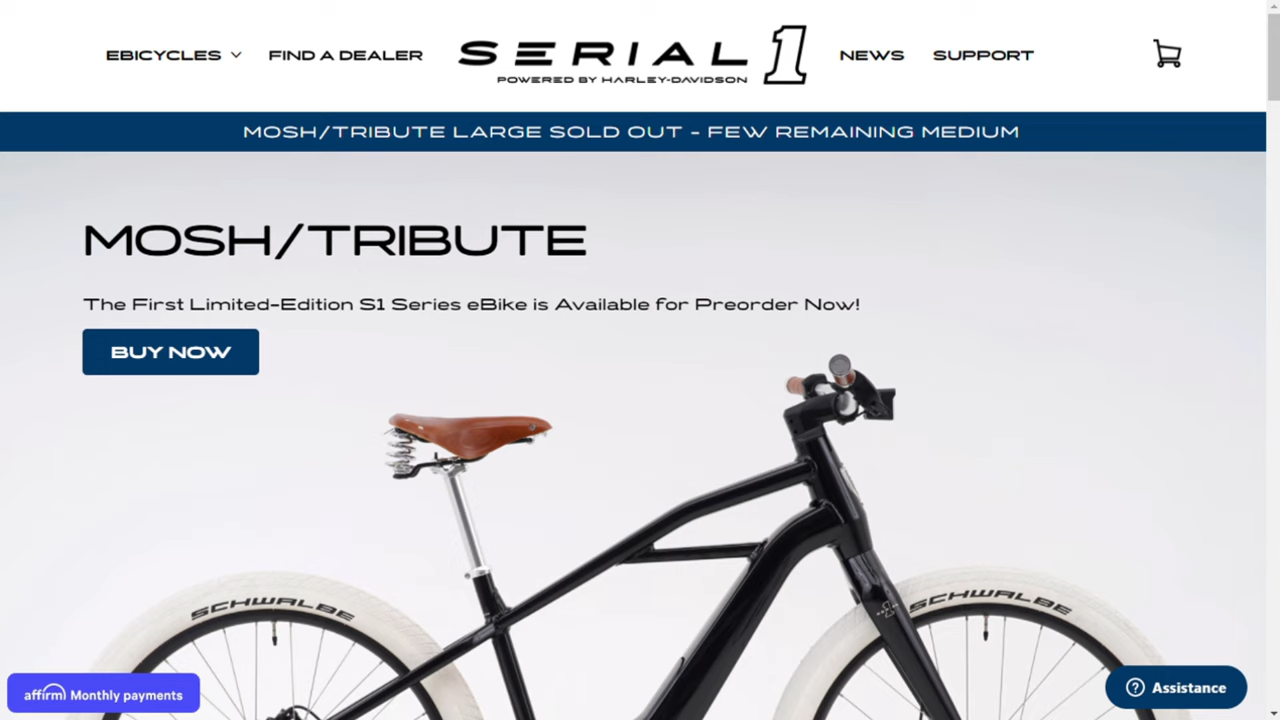 EBICYCLES
FIND A DEALER
SERIAL 1
POWERED BY HARLEY-DAVIDSON
NEWS
SUPPORT
MOSH/TRIBUTE LARGE SOLD OUT - FEW REMAINING MEDIUM
MOSH/TRIBUTE
The First Limited-Edition S1 Series eBike is Available for Preorder Now!
BUY NOW
SCHWALBE
SCHWALBE
affirm Monthly payments
Assistance